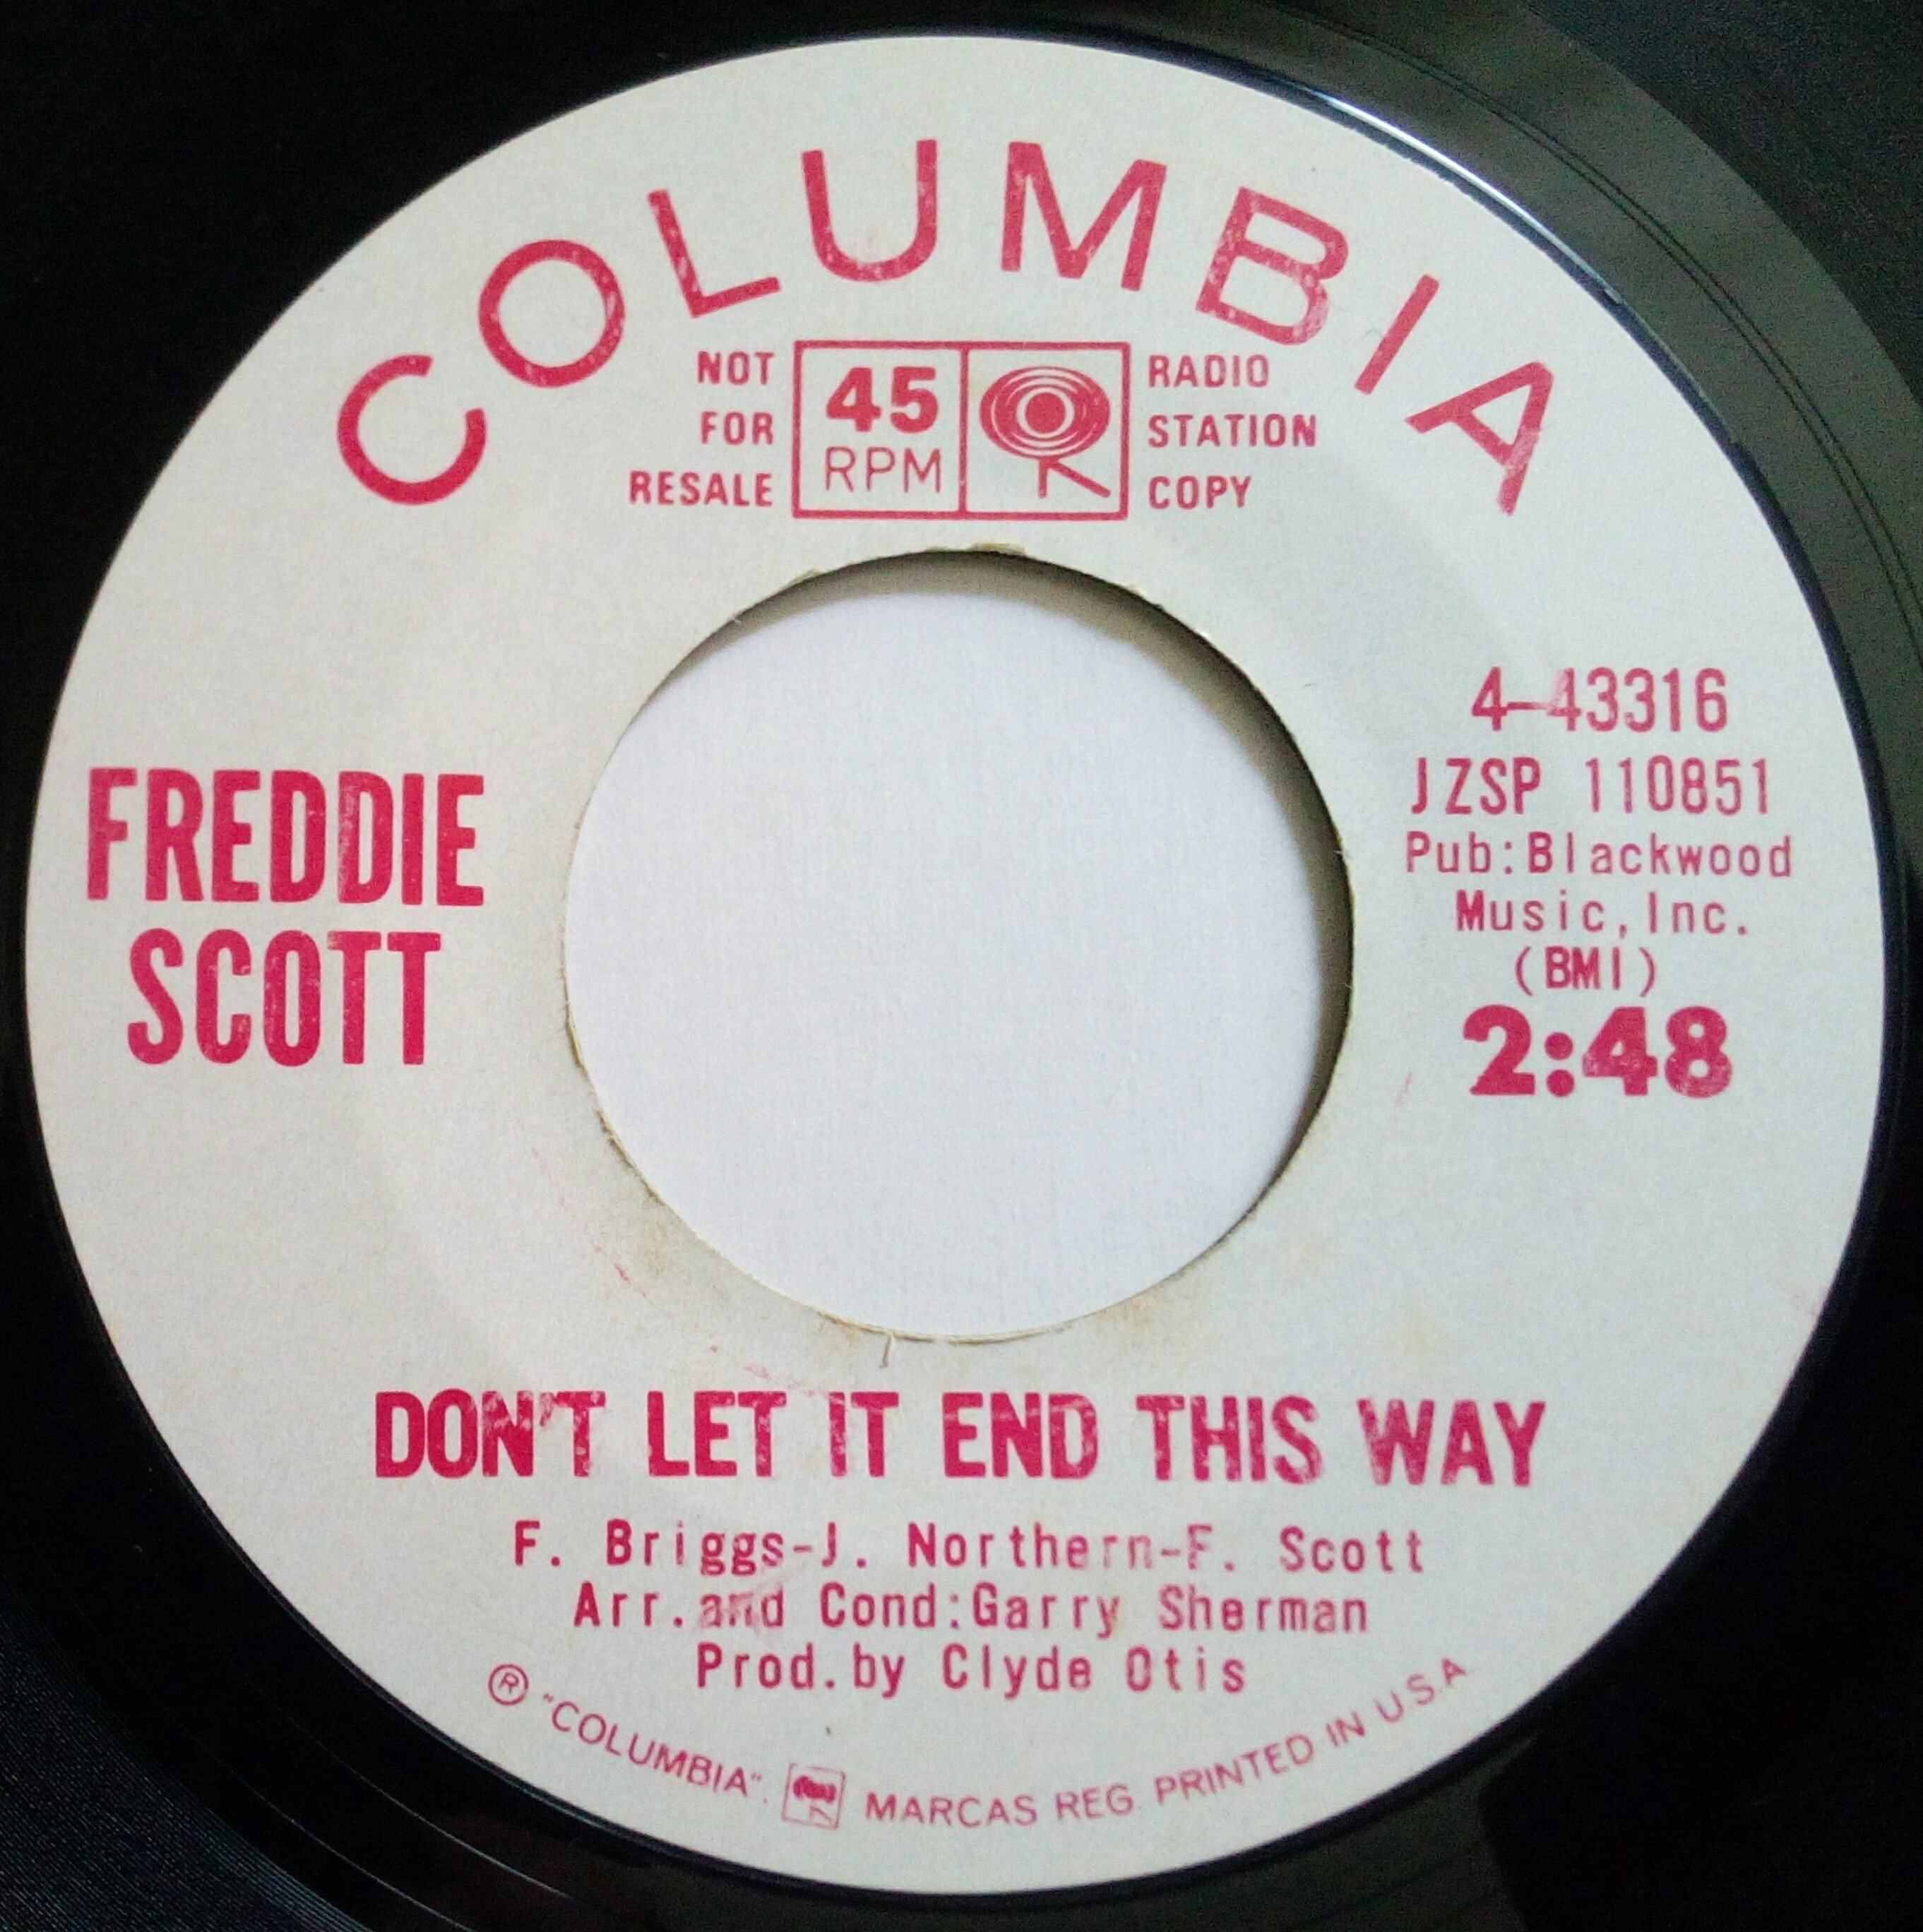 COLUMBIA
NOT
FOR
RESALE
45
RPM
RADIO
STATION
COPY
FREDDIE
SCOTT
4-43316
JZSP 110851
Pub:Blackwood
Music,Inc.
(BMI)
2:48
DON'T LET IT END THIS WAY
F. Briggs-J. Northern-F. Scott
Arr.and Cond:Garry Sherman
Prod.by Clyde Otis
® "COLUMBIA". MARCAS REG. PRINTED IN U.S.A.